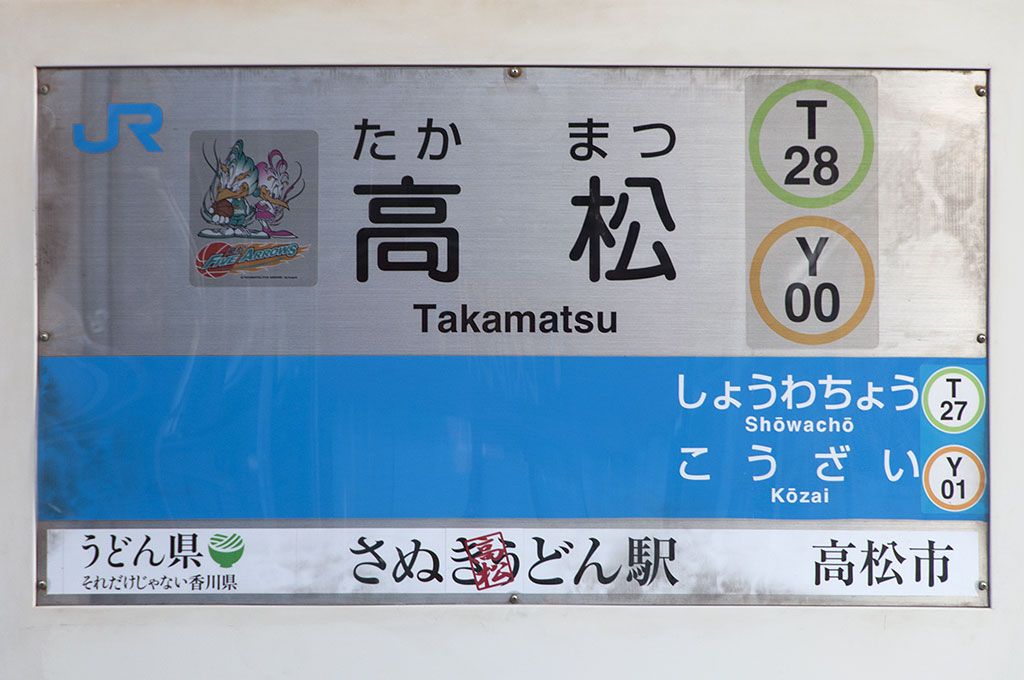 JR
たか まつ
高 松
Takamatsu
T
28
Y
00
FIVE ARROWS
しょうわちょう
Shōwachō
T
27
こうざい
Kōzai
Y
01
うどん県
それだけじゃない香川県
さぬきうどん駅
高松
高松市